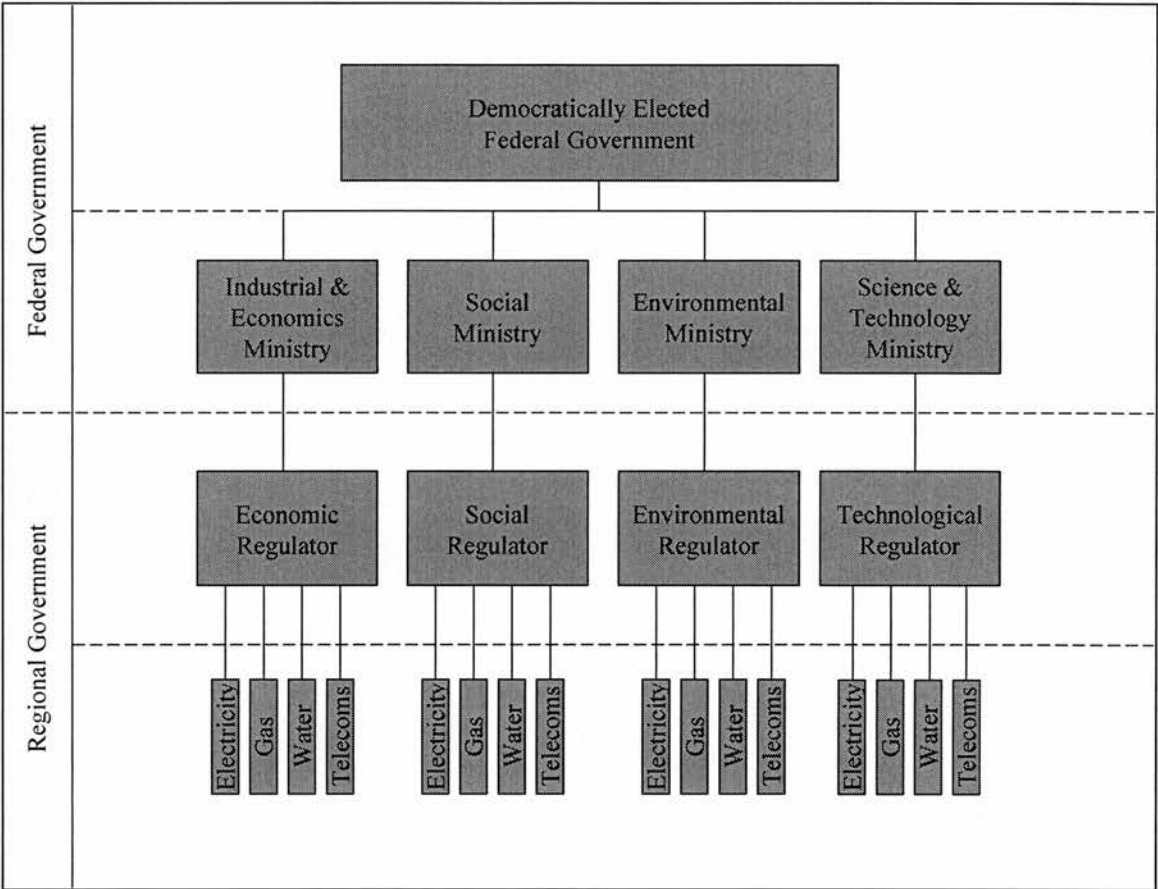 Federal Government
Democratically Elected
Federal Government
Industrial &
Economics
Ministry
Social
Ministry
Environmental
Ministry
Science &
Technology
Ministry
Regional Government
Economic
Regulator
Social
Regulator
Environmental
Regulator
Technological
Regulator
Electricity
Gas
Water
Telecoms
Electricity
Gas
Water
Telecoms
Electricity
Gas
Water
Telecoms
Electricity
Gas
Water
Telecoms